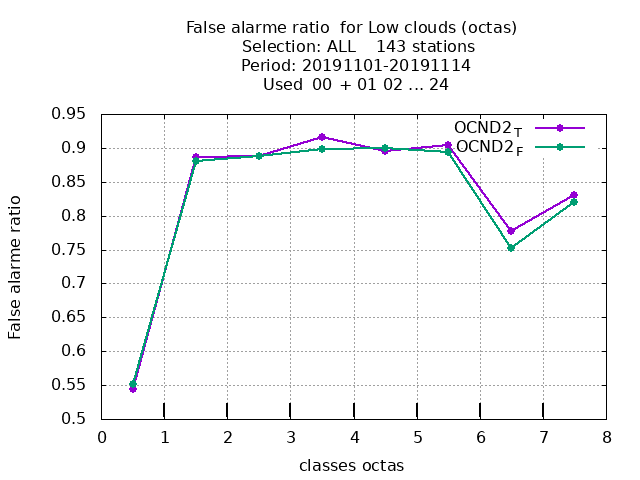 False alarme ratio for Low clouds (octas)
Selection: ALL 143 stations
Period: 20191101-20191114
Used 00 + 01 02 ... 24
OCND2T
OCND2F
0.95
0.9
0.85
0.8
0.75
0.7
0.65
0.6
0.55
0.5
False alarme ratio
0 1 2 3 4 5 6 7 8
classes octas